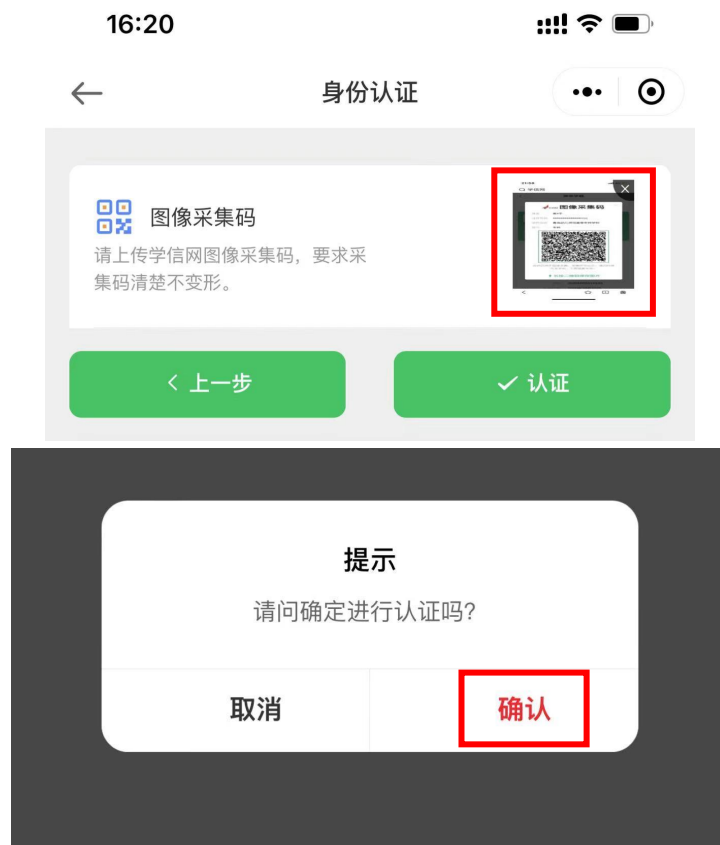 16:20
身份认证
图像采集码
请上传学信网图像采集码，要求采
集码清楚不变形。
图像采集码
上一步
认证
提示
请问确定进行认证吗?
取消
确认